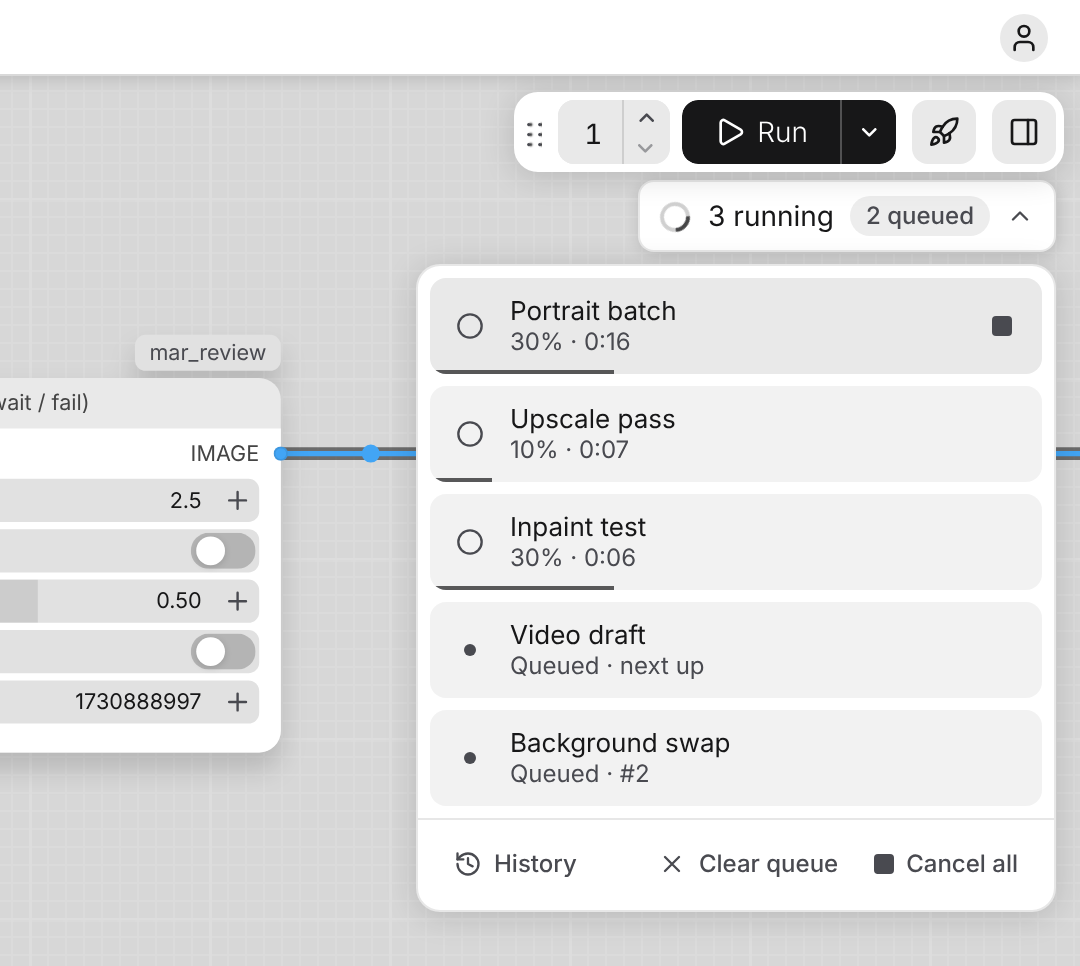 1
Run
3 running
2 queued
Portrait batch
30% · 0:16
Upscale pass
10% · 0:07
Inpaint test
30% · 0:06
Video draft
Queued · next up
Background swap
Queued · #2
History
Clear queue
Cancel all
mar_review
/ fail)
IMAGE
2.5
0.50
1730888997